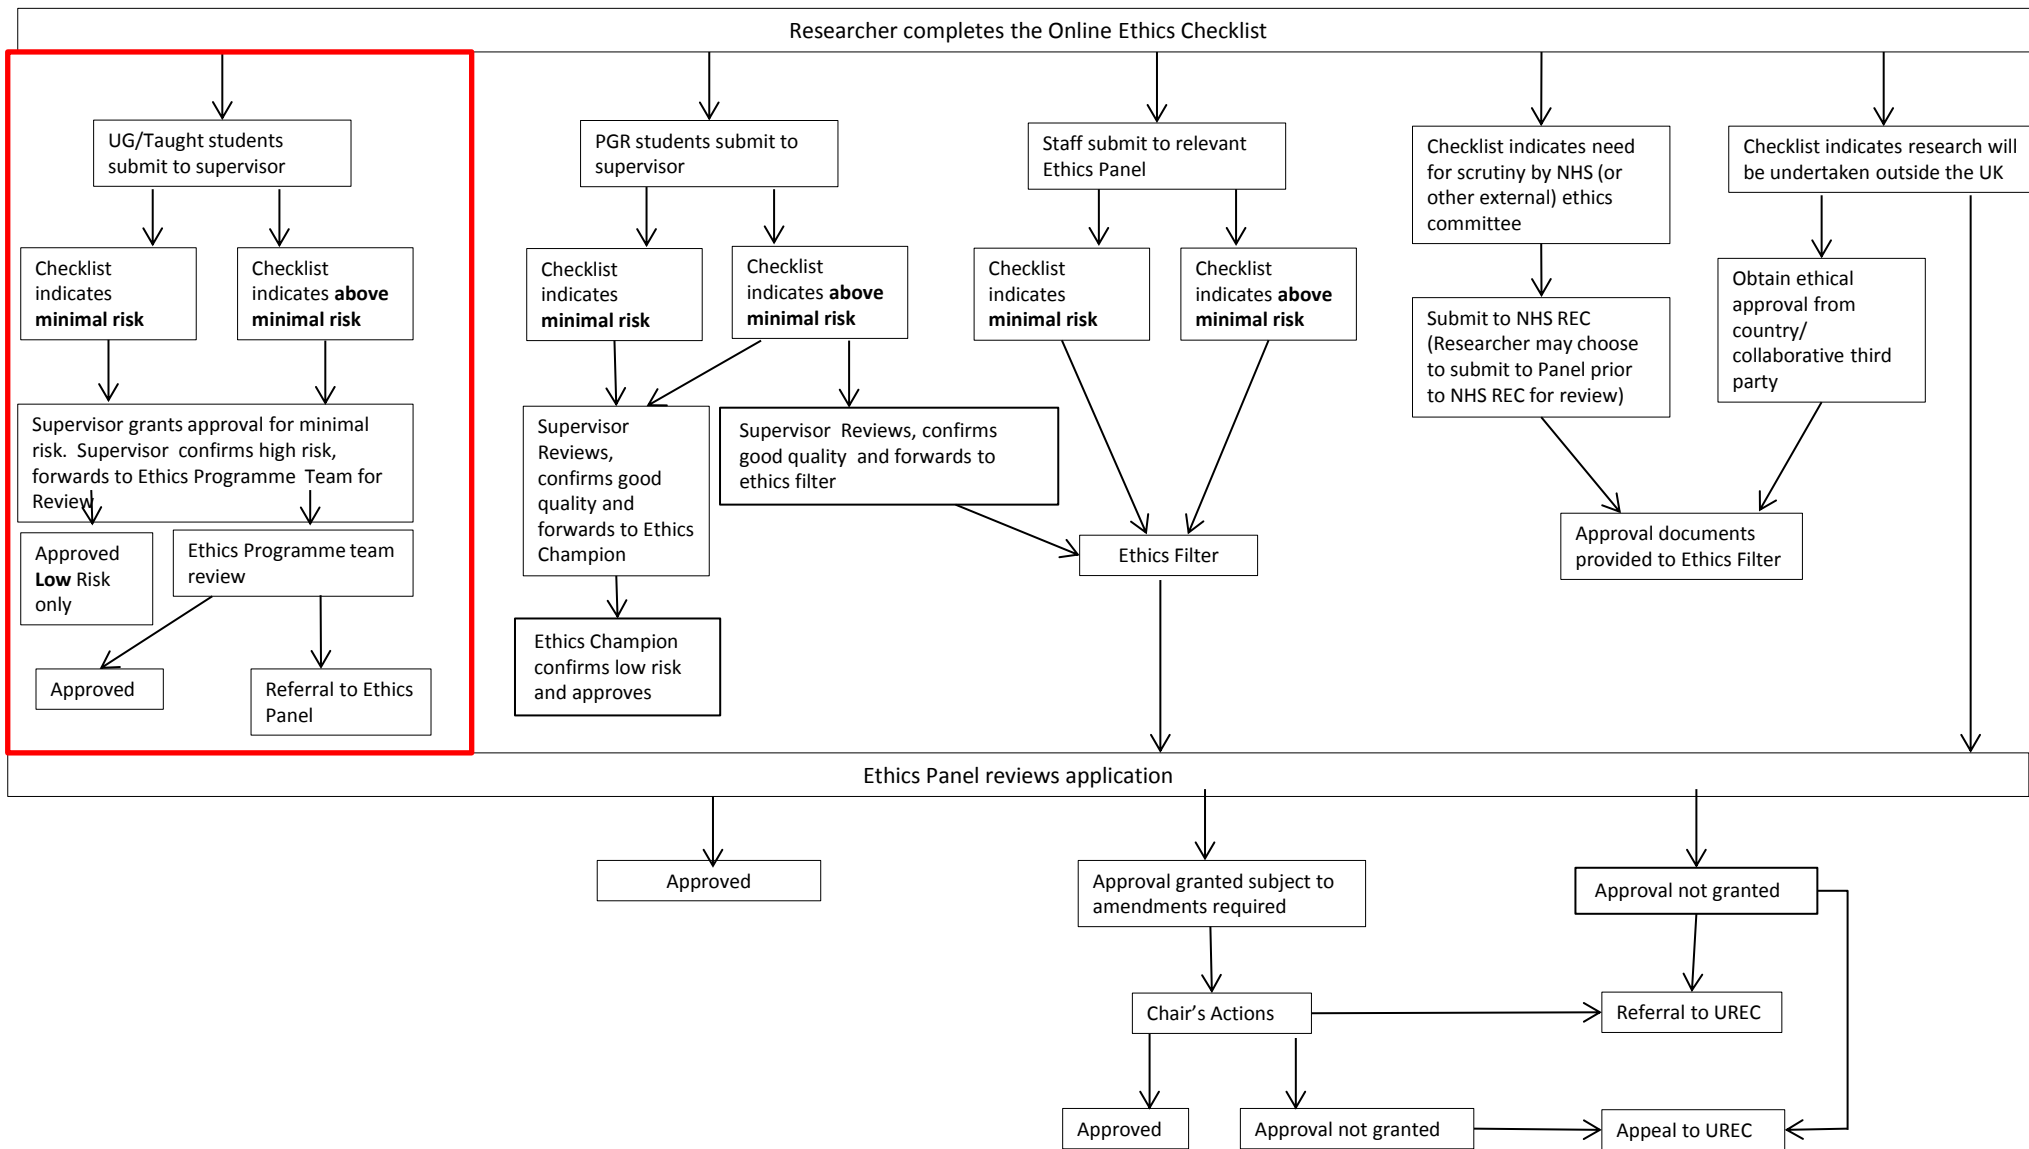 Researcher completes the Online Ethics Checklist
UG/Taught students
submit to supervisor
PGR students submit to
supervisor
Staff submit to relevant
Ethics Panel
Checklist indicates need
for scrutiny by NHS (or
other external) ethics
committee
Checklist indicates research will
be undertaken outside the UK
Checklist
indicates
minimal risk
Checklist
indicates above
minimal risk
Checklist
indicates
minimal risk
Checklist
indicates above
minimal risk
Checklist
indicates
minimal risk
Checklist
indicates above
minimal risk
Submit to NHS REC
(Researcher may choose
to submit to Panel prior
to NHS REC for review)
Obtain ethical
approval from
country/
collaborative third
party
Supervisor grants approval for minimal
risk. Supervisor confirms high risk,
forwards to Ethics Programme Team for
Review
Supervisor
Reviews,
confirms good
quality and
forwards to Ethics
Champion
Supervisor Reviews, confirms
good quality and forwards to
ethics filter
Approved
Low Risk
only
Ethics Programme team
review
Ethics Filter
Approval documents
provided to Ethics Filter
Approved
Referral to Ethics
Panel
Ethics Champion
confirms low risk
and approves
Ethics Panel reviews application
Approved
Approval granted subject to
amendments required
Approval not granted
Chair’s Actions
Referral to UREC
Approved
Approval not granted
Appeal to UREC